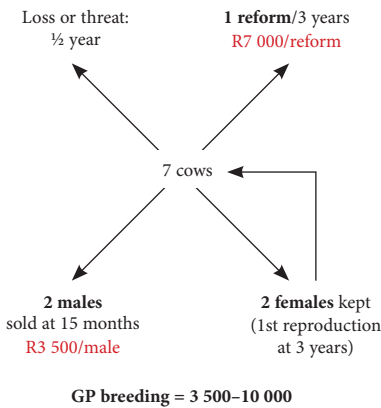 Loss or threat:
½ year
1 reform/3 years
R7 000/reform
7 cows
2 males
sold at 15 months
R3 500/male
2 females kept
(1st reproduction
at 3 years)
GP breeding = 3 500–10 000